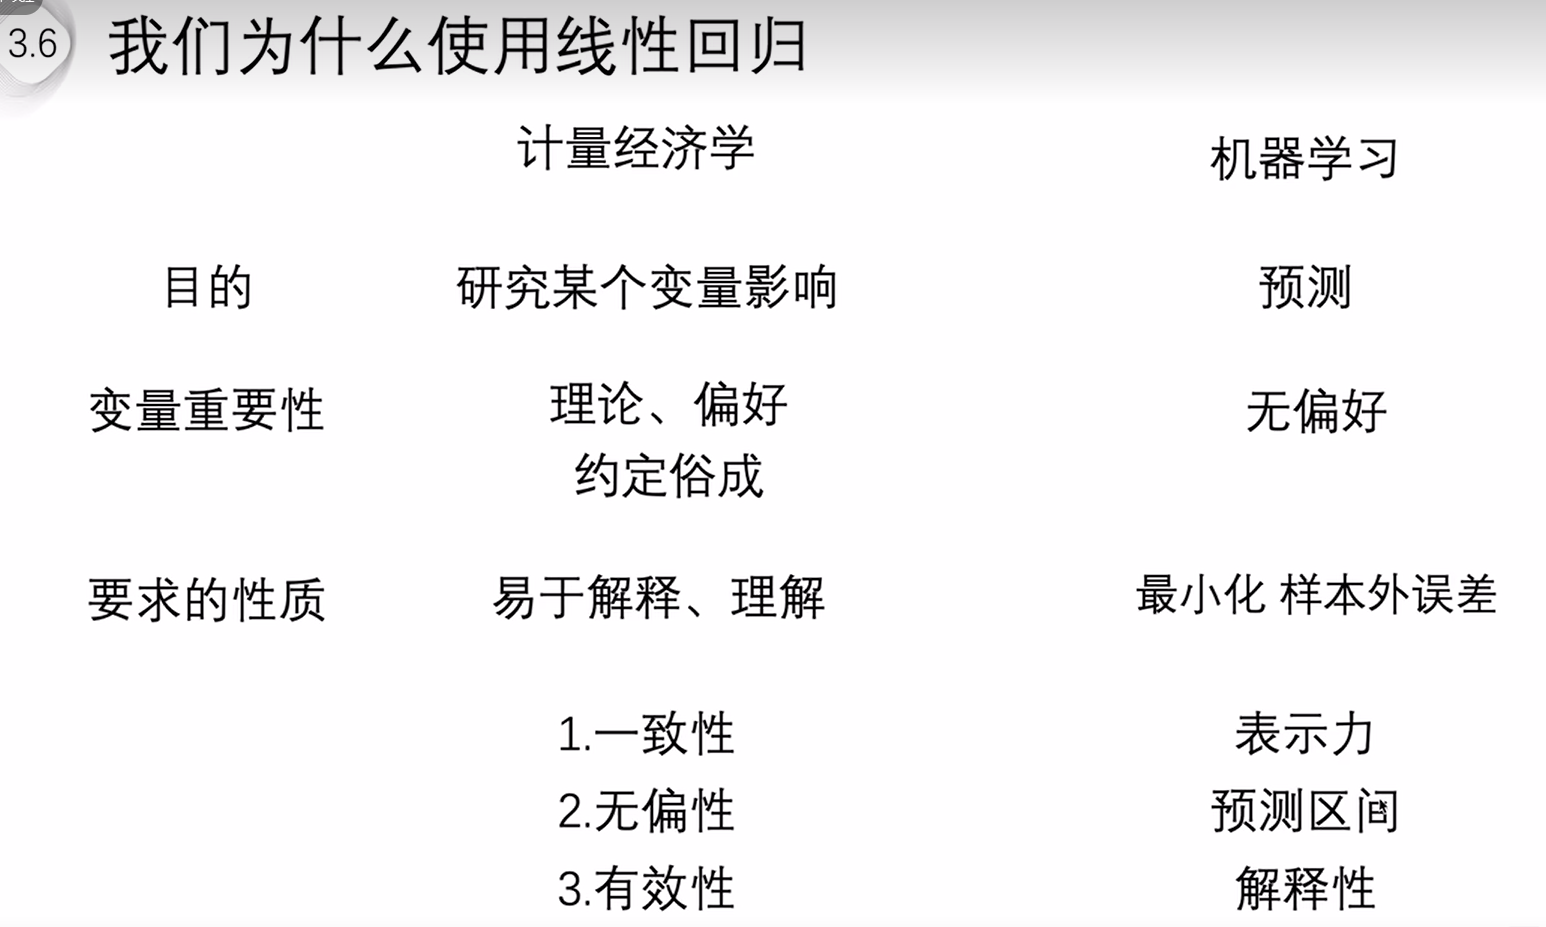 3.6 我们为什么使用线性回归
计量经济学 机器学习
目的 研究某个变量影响 预测
变量重要性 理论、偏好 无偏好
约定俗成
要求的性质 易于解释、理解 最小化 样本外误差
1.一致性 表示力
2.无偏性 预测区间
3.有效性 解释性